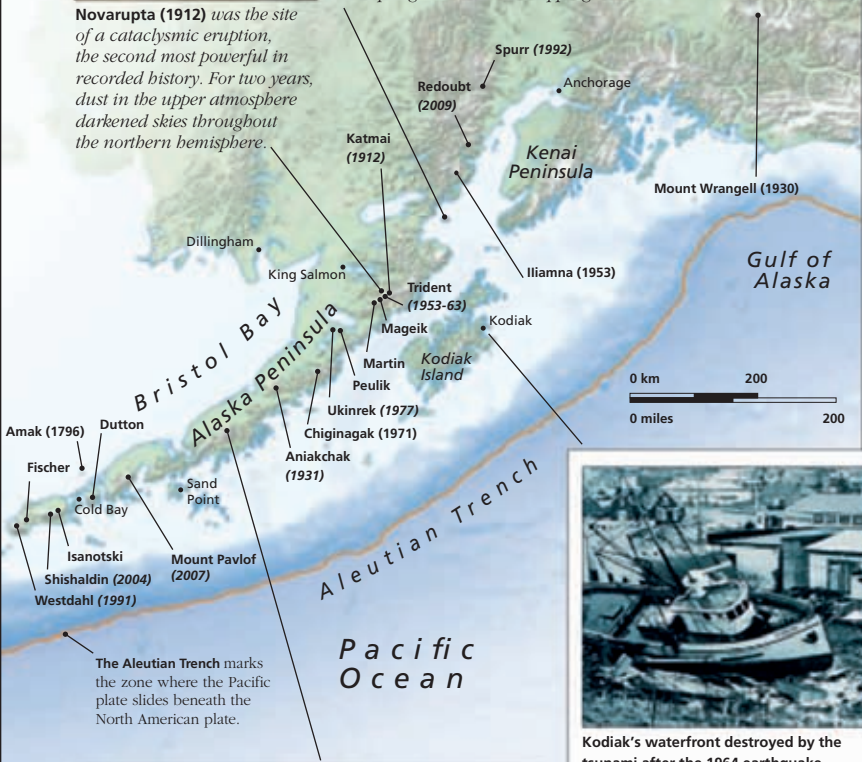 Novarupta (1912) was the site
of a cataclysmic eruption,
the second most powerful in
recorded history. For two years,
dust in the upper atmosphere
darkened skies throughout
the northern hemisphere.
Spurr (1992)
Redoubt
(2009)
Anchorage
Katmai
(1912)
Kenai
Peninsula
Mount Wrangell (1930)
Dillingham
King Salmon
Iliamna (1953)
Gulf of
Alaska
Trident
(1953-63)
Mageik
Kodiak
Martin
Kodiak
Island
Peulik
Bristol Bay
Alaska Peninsula
0 km 200
0 miles 200
Ukinrek (1977)
Chiginagak (1971)
Aniakchak
(1931)
Amak (1796)
Dutton
Fischer
Sand
Point
Cold Bay
Isanotski
Mount Pavlof
(2007)
Shishaldin (2004)
Westdahl (1991)
Aleutian Trench
Pacific
Ocean
The Aleutian Trench marks
the zone where the Pacific
plate slides beneath the
North American plate.
Kodiak's waterfront destroyed by the
tsunami after the 1964 earthquake